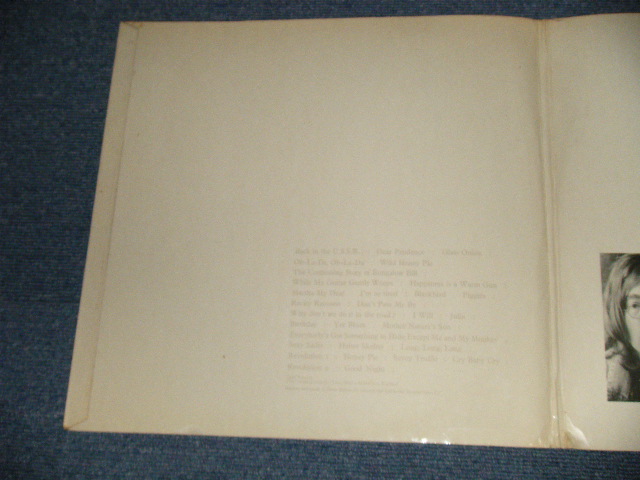 Back in the U.S.S.R. : Dear Prudence : Glass Onion
Ob-La-Di, Ob-La-Da : Wild Honey Pie
The Continuing Story of Bungalow Bill
While My Guitar Gently Weeps : Happiness is a Warm Gun
Martha My Dear : I'm so tired : Blackbird : Piggies
Rocky Raccoon : Don't Pass Me By
Why don't we do it in the road? : I Will : Julia
Birthday : Yer Blues : Mother Nature's Son
Everybody's Got Something to Hide Except Me and My Monkey
Sexy Sadie : Helter Skelter : Long, Long, Long
Revolution 1 : Honey Pie : Savoy Truffle : Cry Baby Cry
Revolution 9 : Good Night